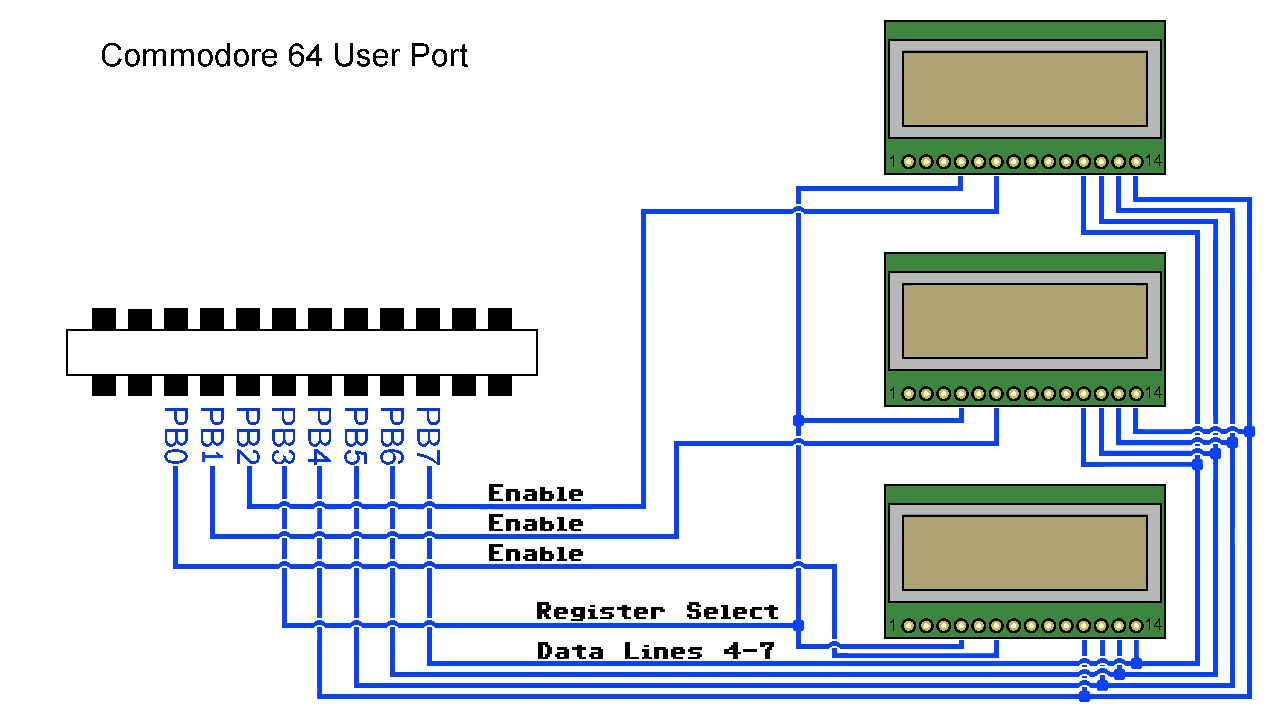 Commodore 64 User Port
1 14
1 14
PB0 PB1 PB2 PB3 PB4 PB5 PB6 PB7
Enable
Enable
Enable
1 14
Register Select
Data Lines 4-7